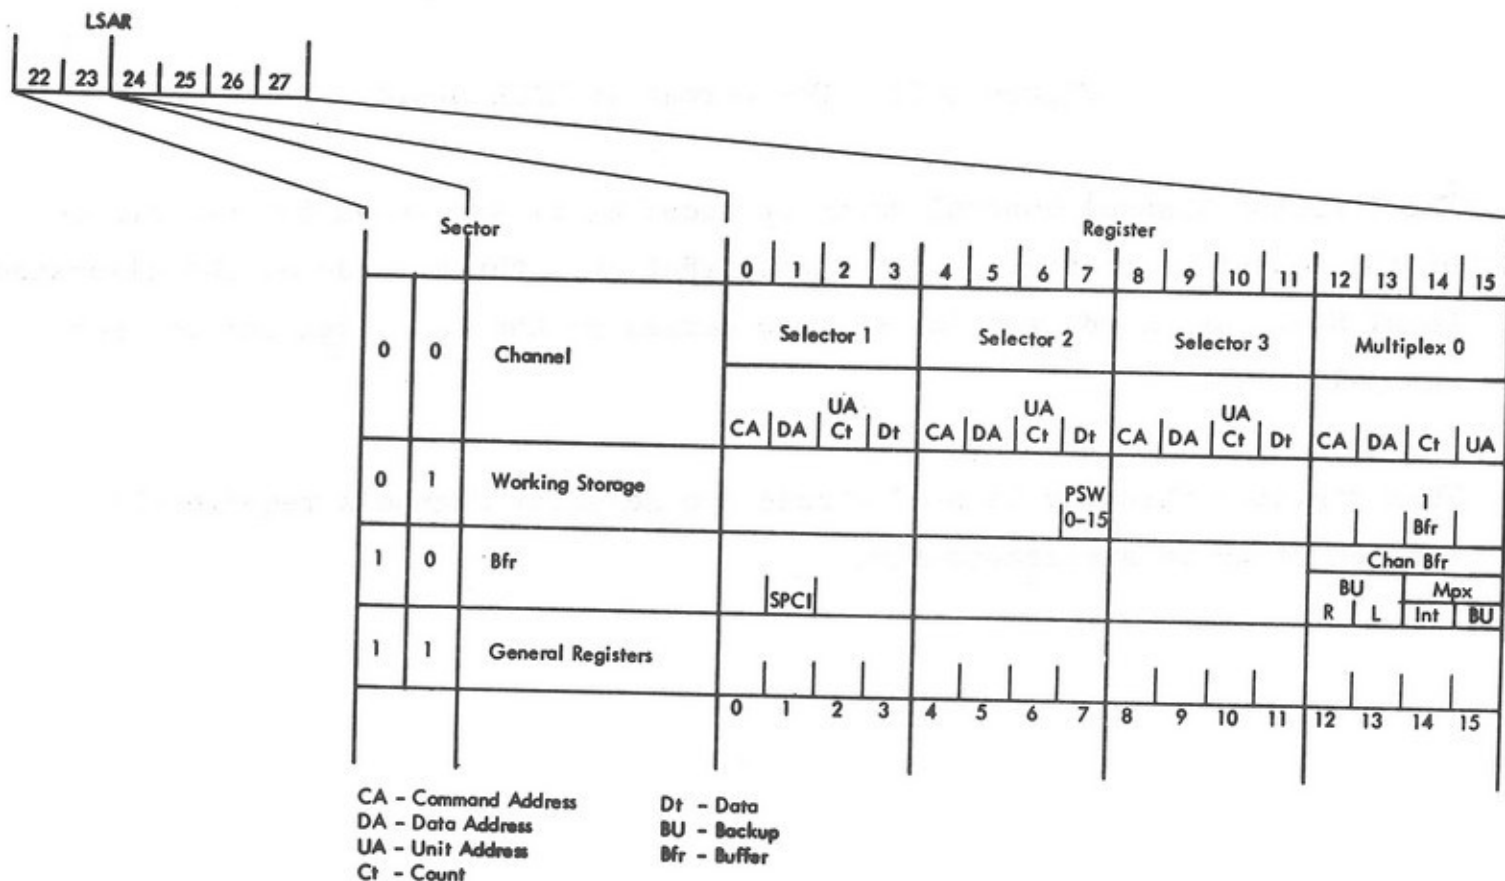 LSAR
22 23 24 25 26 27
Sector Register
0 1 2 3 4 5 6 7 8 9 10 11 12 13 14 15
0 0 Channel Selector 1 Selector 2 Selector 3 Multiplex 0
UA UA UA
CA DA Ct Dt CA DA Ct Dt CA DA Ct Dt CA DA Ct UA
0 1 Working Storage PSW 1
0-15 Bfr
1 0 Bfr Chan Bfr
SPCI BU Mpx
R L Int BU
1 1 General Registers
0 1 2 3 4 5 6 7 8 9 10 11 12 13 14 15
CA - Command Address Dt - Data
DA - Data Address BU - Backup
UA - Unit Address Bfr - Buffer
Ct - Count